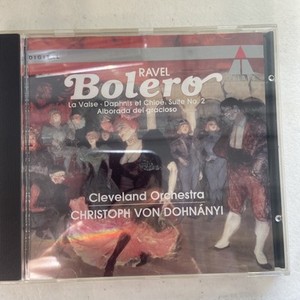 RAVEL
Bolero
La Valse - Daphnis et Chloé: Suite No. 2
Alborada del gracioso
Cleveland Orchestra
CHRISTOPH VON DOHNÁNYI